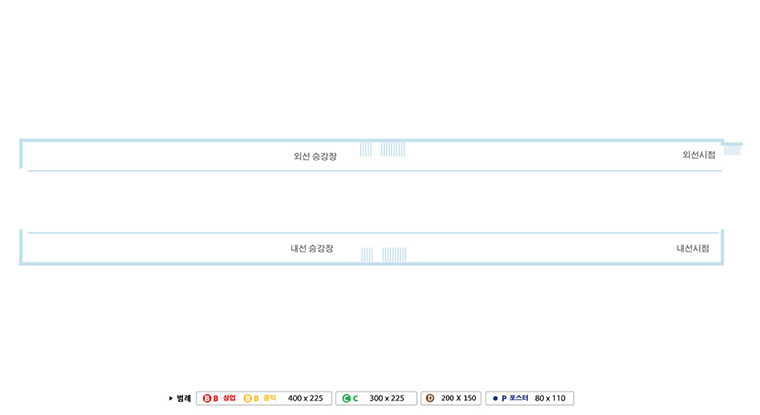 외선 승강장
외선시점
내선 승강장
내선시점
▶ 범례 B B 상업 B B 공익 400 x 225 C C 300 x 225 D 200 X 150 P 포스터 80 x 110